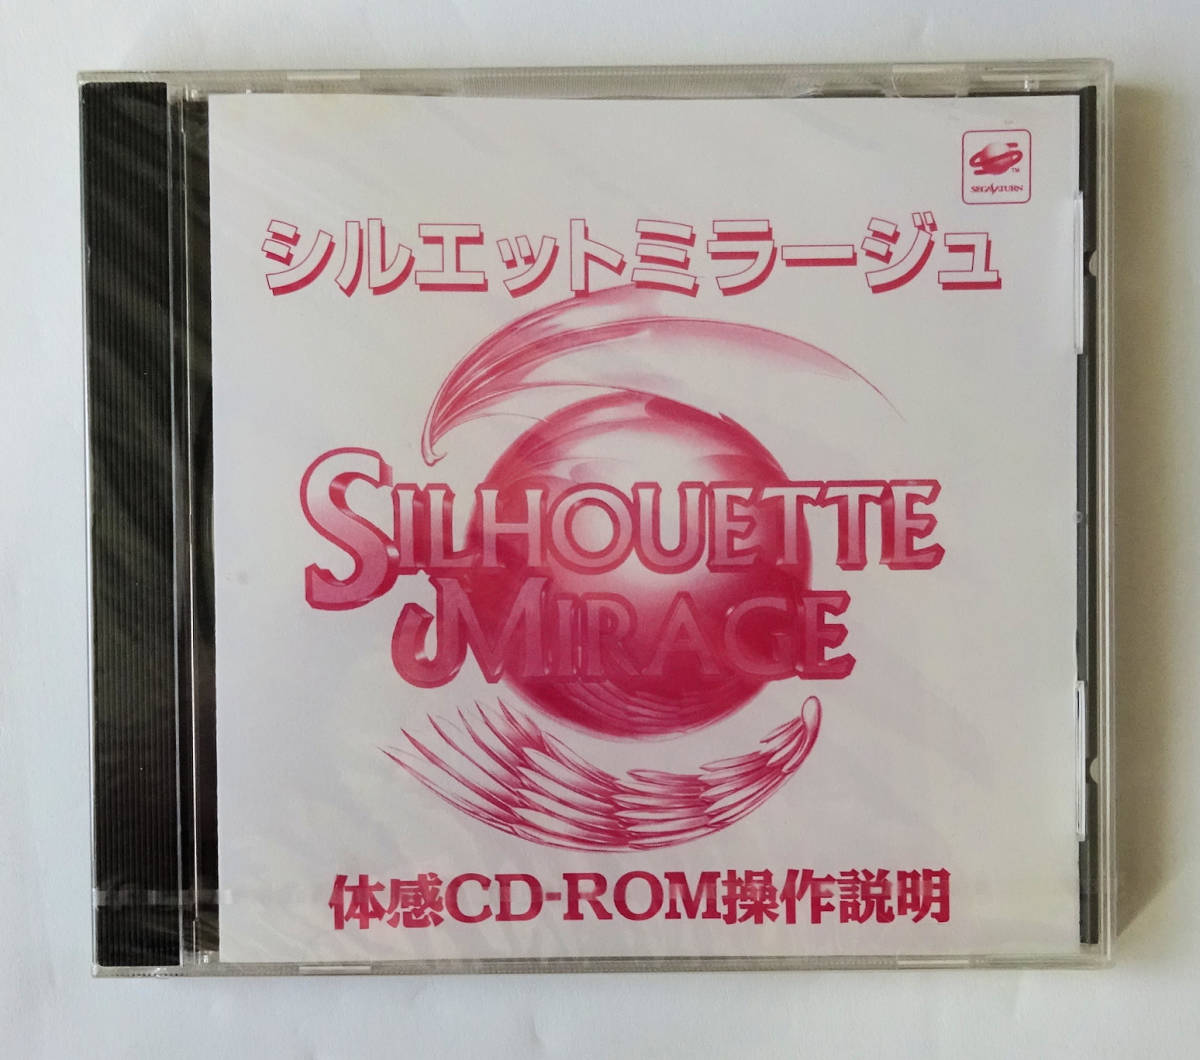 TM
SEGA SATURN
シルエットミラージュ
SILHOUETTE
MIRAGE
体感CD-ROM操作説明